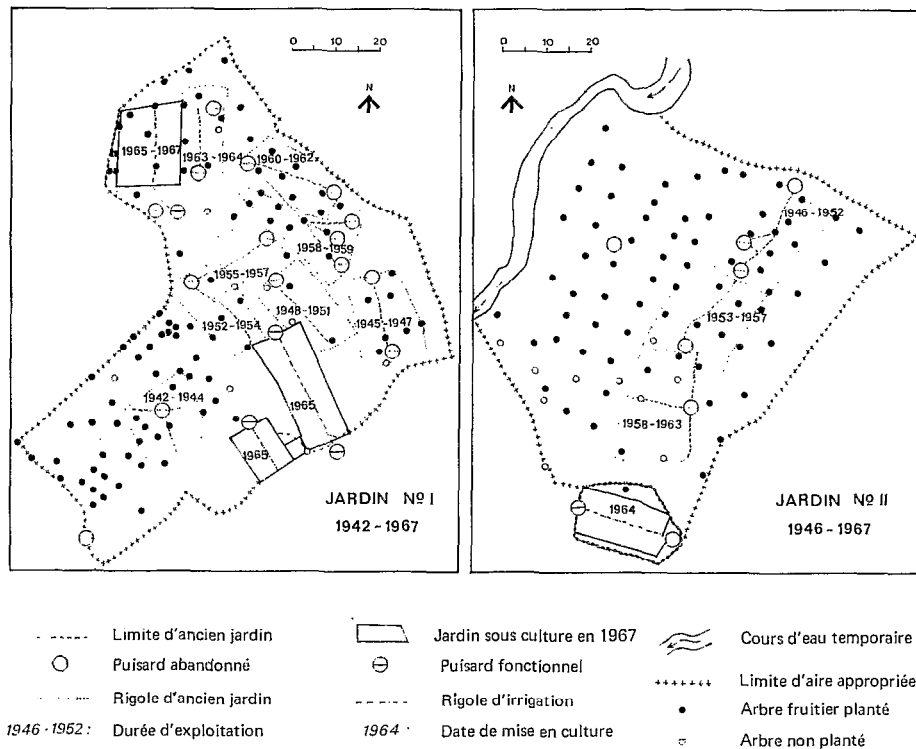 0 10 20
N
1965-1967
1963-1964
1960-1962
1958-1959
1955-1957
1948-1951
1952-1954
1945-1947
1942-1944
1965
1965
JARDIN Nº I
1942-1967
0 10 20
N
1946-1952
1953-1957
1958-1963
1964
JARDIN Nº II
1946-1967
Limite d'ancien jardin
Puisard abandonné
Rigole d'ancien jardin
1946-1952: Durée d'exploitation
Jardin sous culture en 1967
Puisard fonctionnel
Rigole d'irrigation
1964: Date de mise en culture
Cours d'eau temporaire
Limite d'aire appropriée
Arbre fruitier planté
Arbre non planté